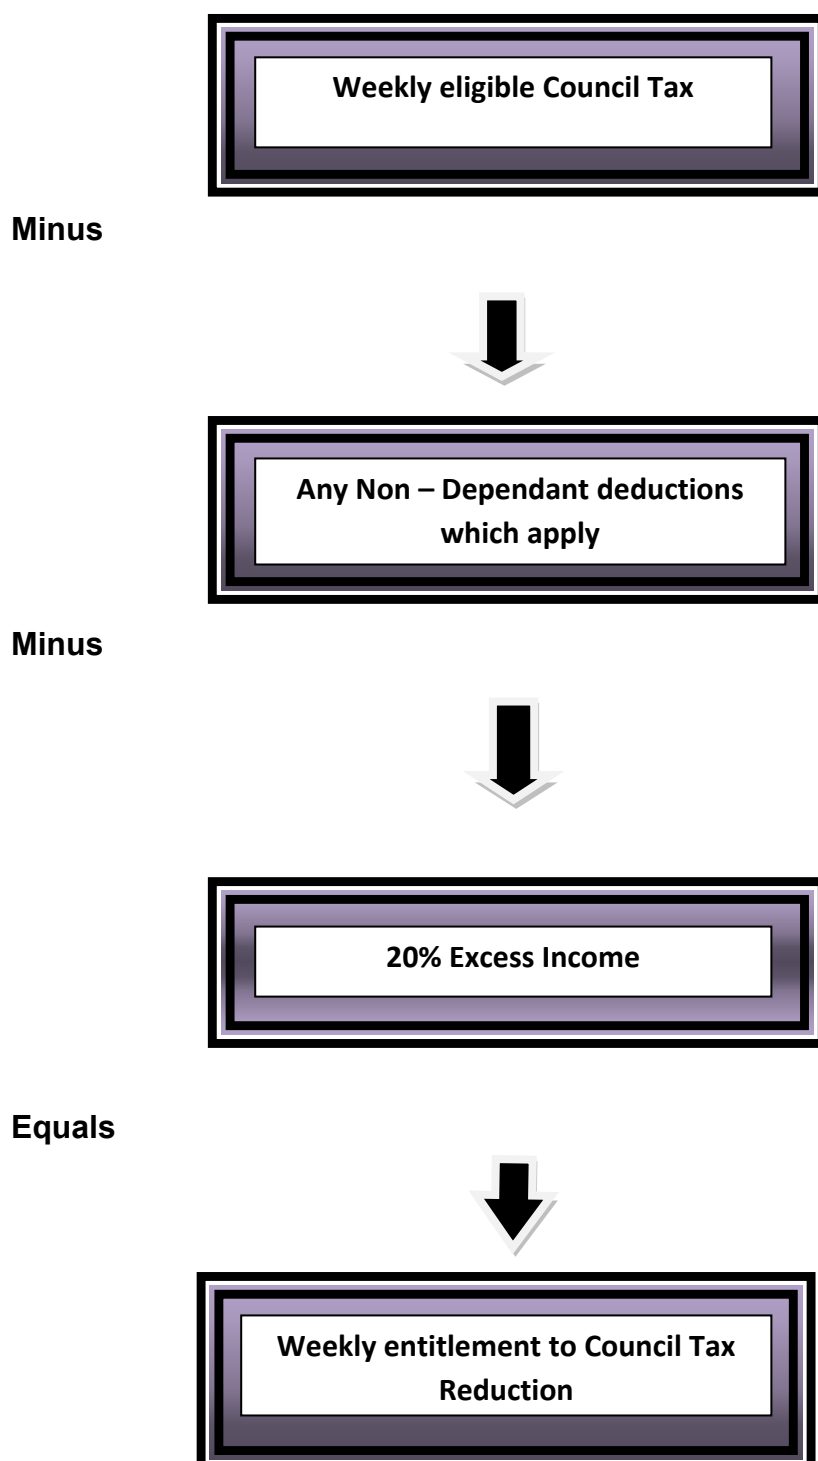 Weekly eligible Council Tax
Minus
Any Non – Dependant deductions
which apply
Minus
20% Excess Income
Equals
Weekly entitlement to Council Tax
Reduction